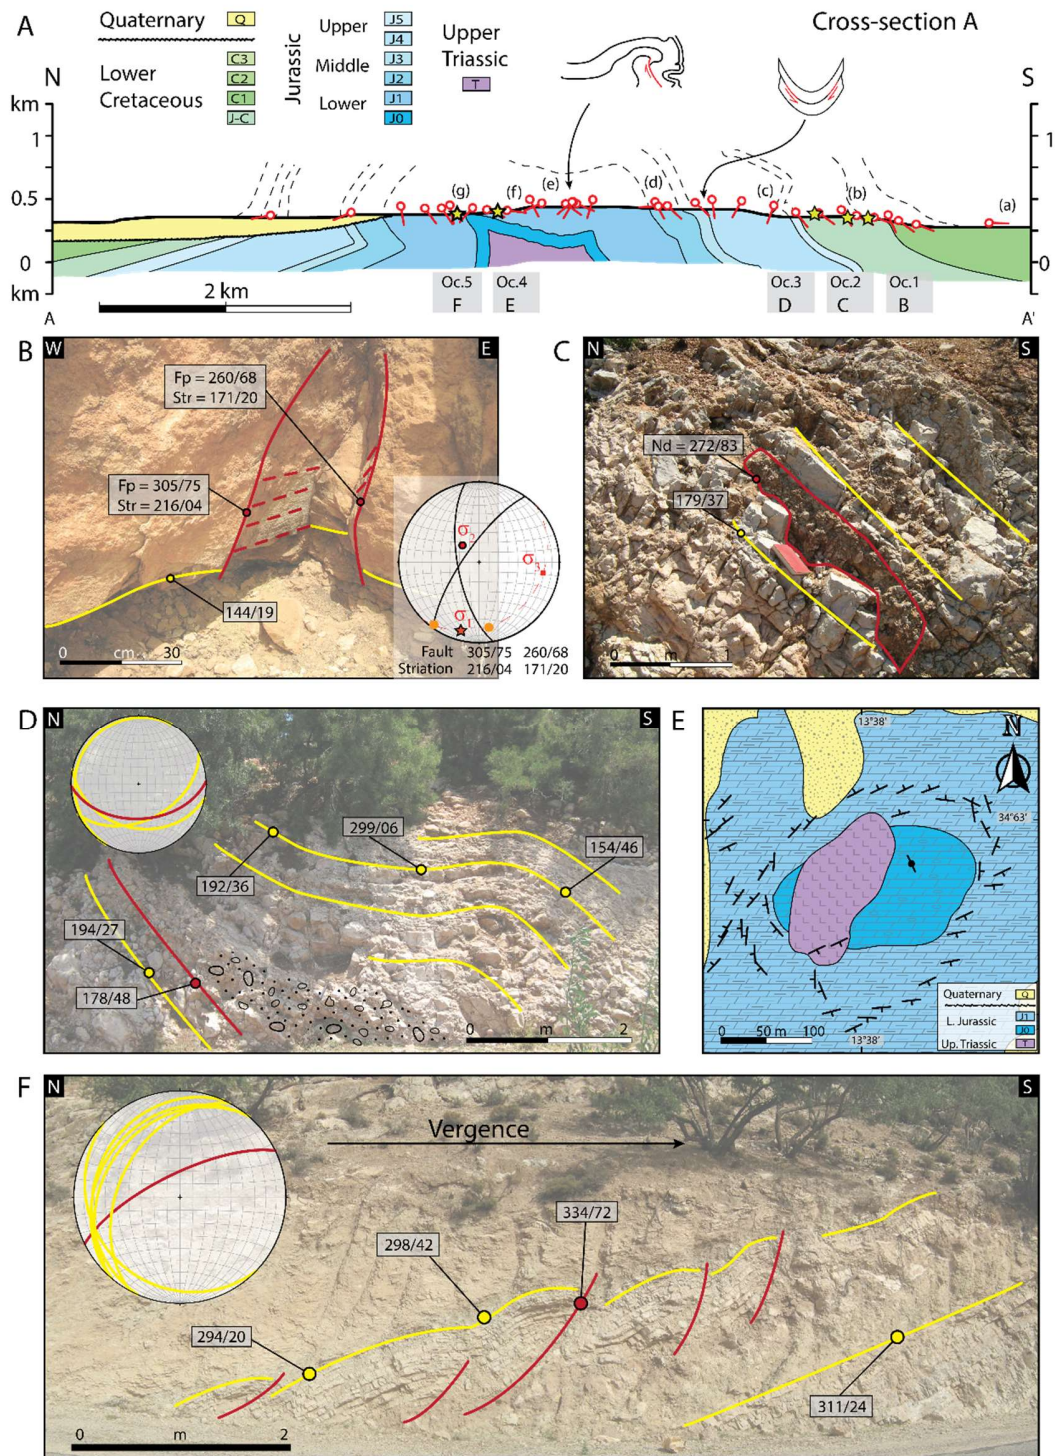 A
Quaternary
Q
Lower
Cretaceous
C3
C2
C1
J-C
Jurassic
Upper
Middle
Lower
J5
J4
J3
J2
J1
J0
Upper
Triassic
T
Cross-section A
N
S
km
1
0.5
0
km
1
0.5
0
km
(g)
(f)
(e)
(d)
(c)
(b)
(a)
2 km
A
A'
Oc.5
F
Oc.4
E
Oc.3
D
Oc.2
C
Oc.1
B
B
W
E
Fp = 260/68
Str = 171/20
Fp = 305/75
Str = 216/04
144/19
0 cm 30
σ2
σ3
σ1
Fault 305/75 260/68
Striation 216/04 171/20
C
N
S
Nd = 272/83
179/37
0 m 1
D
N
S
299/06
154/46
192/36
194/27
178/48
0 m 2
E
13°38'
N
34°63'
Quaternary Q
L. Jurassic J1
J0
Up. Triassic T
0 50 m 100
13°38'
F
N
S
Vergence
334/72
298/42
294/20
311/24
0 m 2